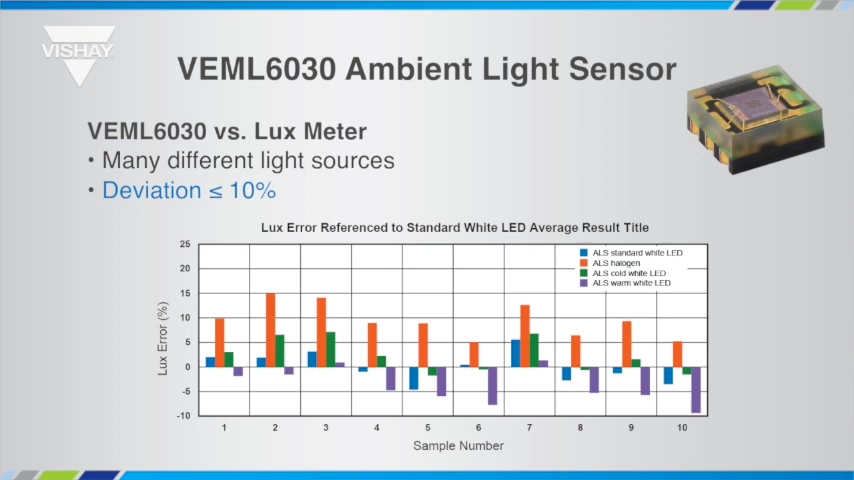 VISHAY
VEML6030 Ambient Light Sensor
VEML6030 vs. Lux Meter
• Many different light sources
• Deviation ≤ 10%
Lux Error Referenced to Standard White LED Average Result Title
ALS standard white LED
ALS halogen
ALS cold white LED
ALS warm white LED
Lux Error (%)
25
20
15
10
5
0
-5
-10
1 2 3 4 5 6 7 8 9 10
Sample Number